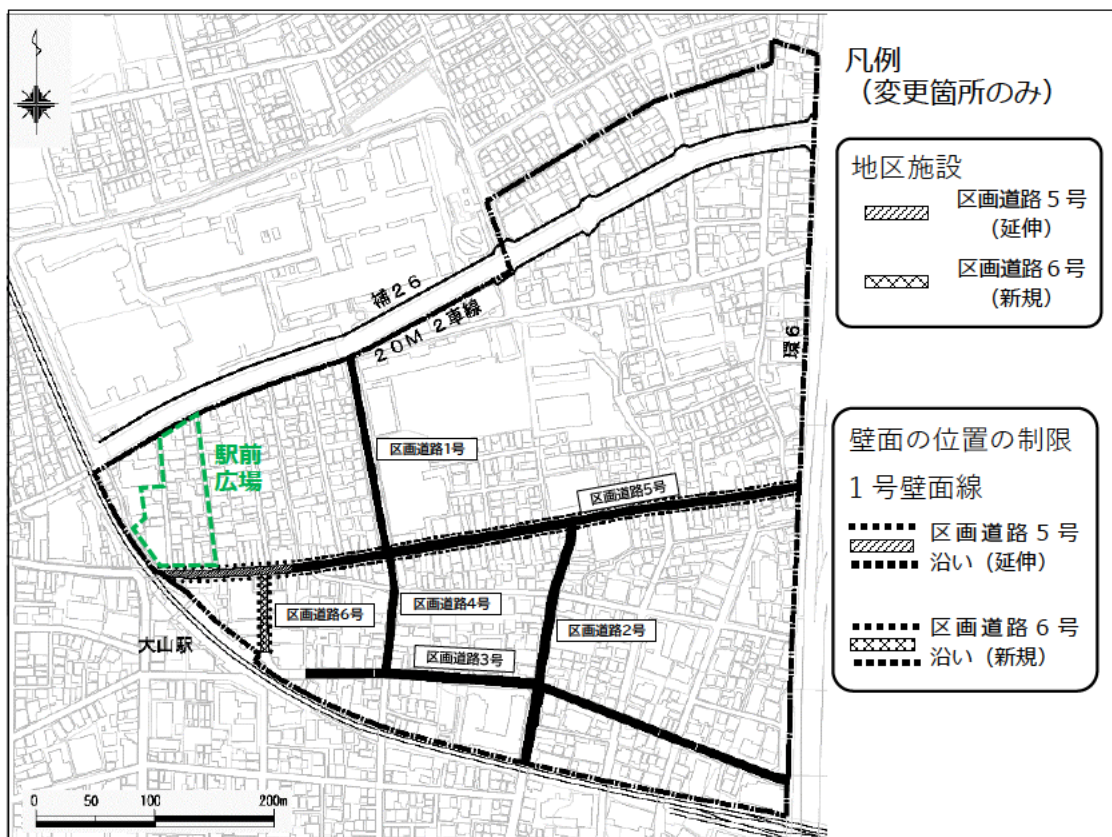 凡例
(変更箇所のみ)
地区施設
区画道路5号
(延伸)
区画道路6号
(新規)
壁面の位置の制限
1号壁面線
区画道路5号
沿い(延伸)
区画道路6号
沿い(新規)
補26
20M 2車線
環6
駅前
広場
区画道路1号
区画道路5号
区画道路6号
区画道路4号
区画道路2号
区画道路3号
大山駅
0 50 100 200m